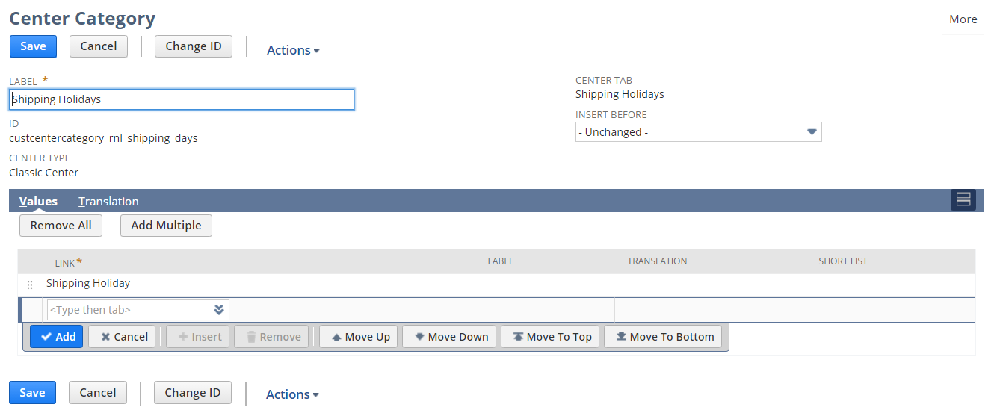 Center Category
More
Save Cancel Change ID Actions
LABEL *
Shipping Holidays
ID
custcentercategory_rnl_shipping_days
CENTER TYPE
Classic Center
CENTER TAB
Shipping Holidays
INSERT BEFORE
- Unchanged -
Values Translation
Remove All Add Multiple
LINK * LABEL TRANSLATION SHORT LIST
Shipping Holiday
<Type then tab>
Add Cancel Insert Remove Move Up Move Down Move To Top Move To Bottom
Save Cancel Change ID Actions